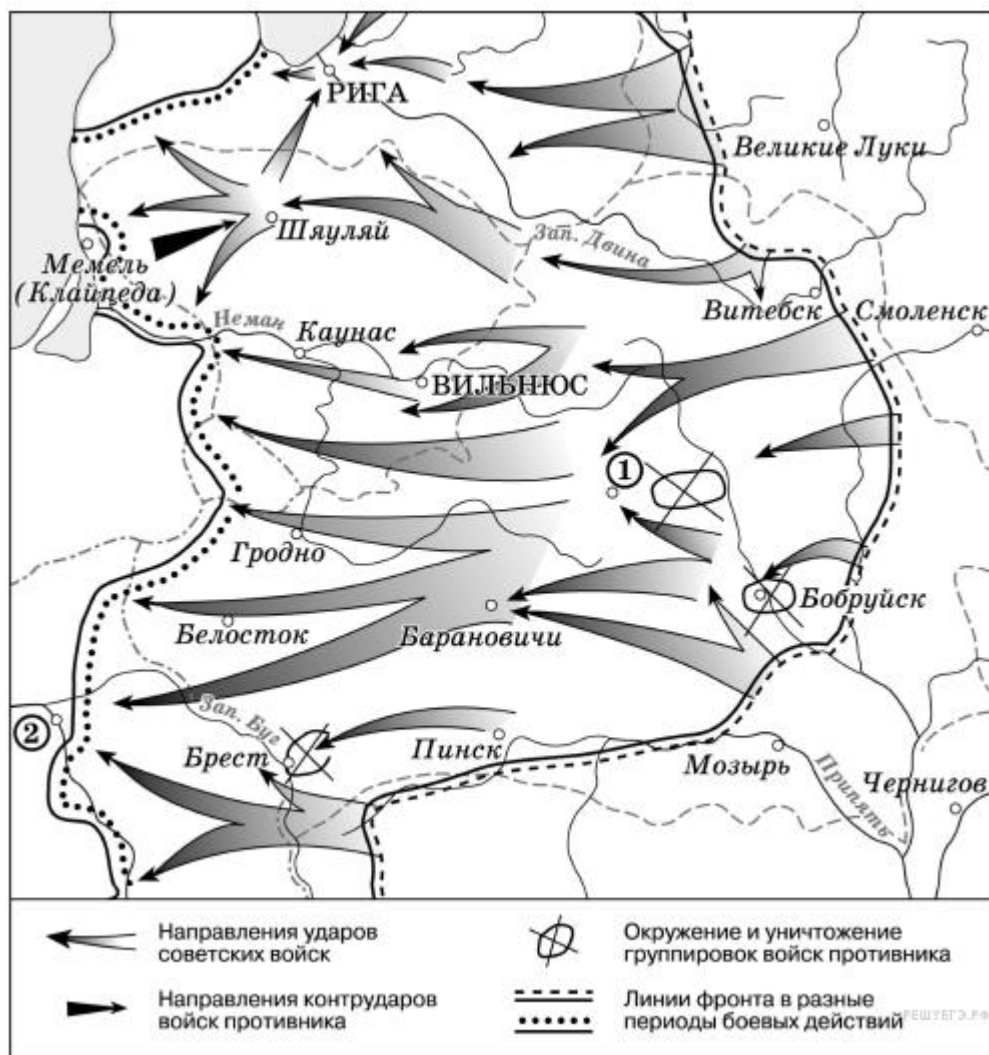 РИГА
Великие Луки
Шяуляй
Зап. Двина
Мемель
(Клайпеда)
Витебск
Смоленск
Неман
Каунас
ВИЛЬНЮС
1
Гродно
Бобруйск
Белосток
Барановичи
Зап. Буг
2
Брест
Пинск
Мозырь
Припять
Чернигов
Направления ударов
советских войск
Окружение и уничтожение
группировок войск противника
Направления контрударов
войск противника
Линии фронта в разные
периоды боевых действий
РЕШУЕГЭ.РФ